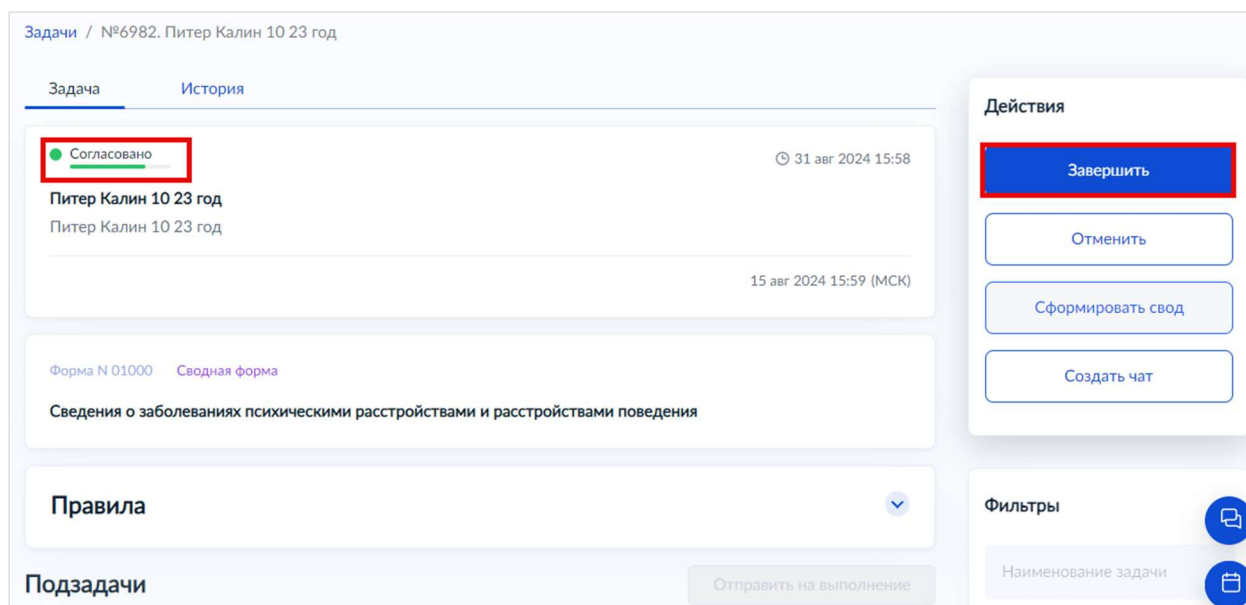 Задачи / №6982. Питер Калин 10 23 год
Задача История
Согласовано
31 авг 2024 15:58
Питер Калин 10 23 год
Питер Калин 10 23 год
15 авг 2024 15:59 (МСК)
Форма N 01000 Сводная форма
Сведения о заболеваниях психическими расстройствами и расстройствами поведения
Правила
Подзадачи
Отправить на выполнение
Действия
Завершить
Отменить
Сформировать свод
Создать чат
Фильтры
Наименование задачи